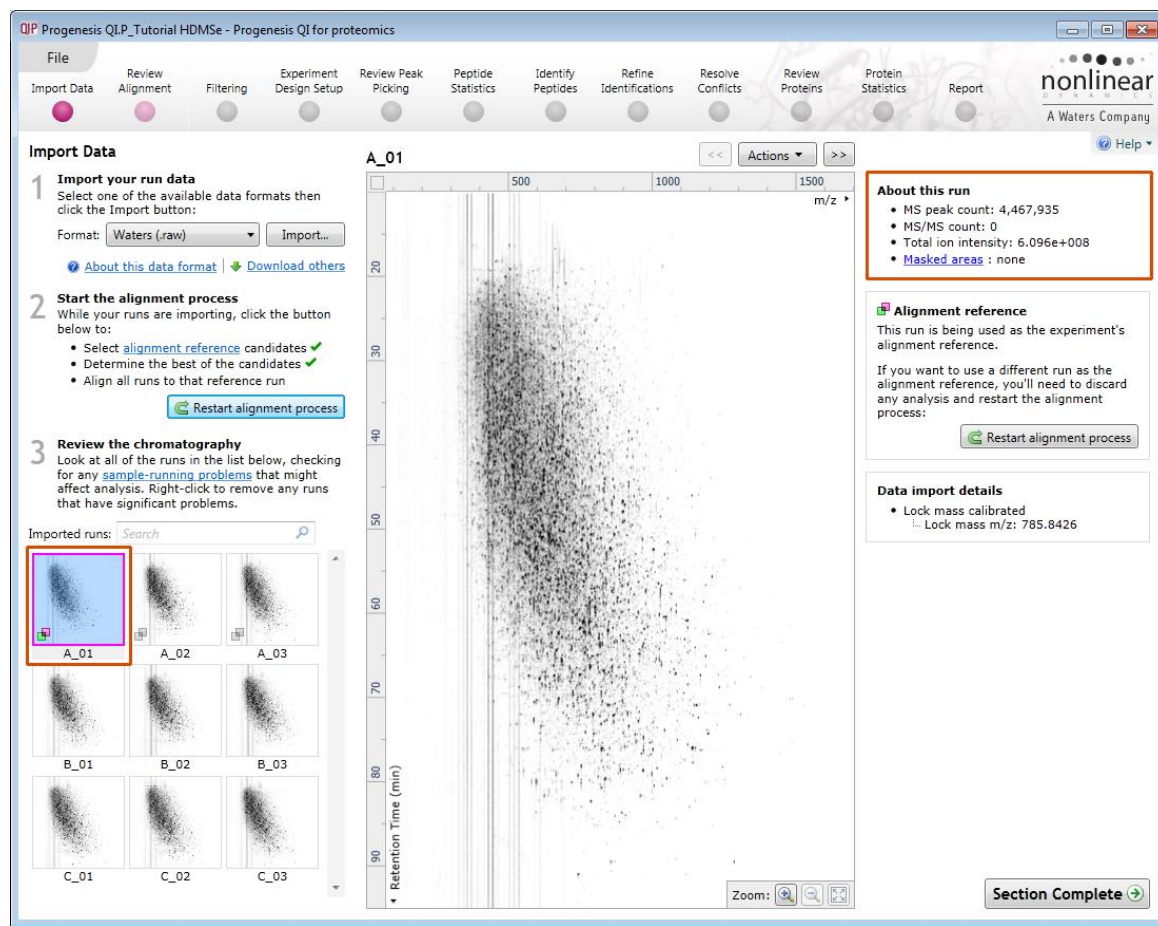 QIP Progenesis QI.P_Tutorial HDMSe - Progenesis QI for proteomics
File
Import Data
Review Alignment
Filtering
Experiment Design Setup
Review Peak Picking
Peptide Statistics
Identify Peptides
Refine Identifications
Resolve Conflicts
Review Proteins
Protein Statistics
Report
nonlinear
DYNAMICS
A Waters Company
Help
Import Data
1 Import your run data
Select one of the available data formats then
click the Import button:
Format: Waters (.raw) Import...
About this data format Download others
2 Start the alignment process
While your runs are importing, click the button
below to:
• Select alignment reference candidates ✔
• Determine the best of the candidates ✔
• Align all runs to that reference run
Restart alignment process
3 Review the chromatography
Look at all of the runs in the list below, checking
for any sample-running problems that might
affect analysis. Right-click to remove any runs
that have significant problems.
Imported runs: Search
A_01 A_02 A_03
B_01 B_02 B_03
C_01 C_02 C_03
A_01
<< Actions >>
500 1000 1500
m/z
20
30
40
50
60
70
80
90
Retention Time (min)
Zoom:
About this run
• MS peak count: 4,467,935
• MS/MS count: 0
• Total ion intensity: 6.096e+008
• Masked areas : none
Alignment reference
This run is being used as the experiment's
alignment reference.
If you want to use a different run as the
alignment reference, you'll need to discard
any analysis and restart the alignment
process:
Restart alignment process
Data import details
• Lock mass calibrated
Lock mass m/z: 785.8426
Section Complete